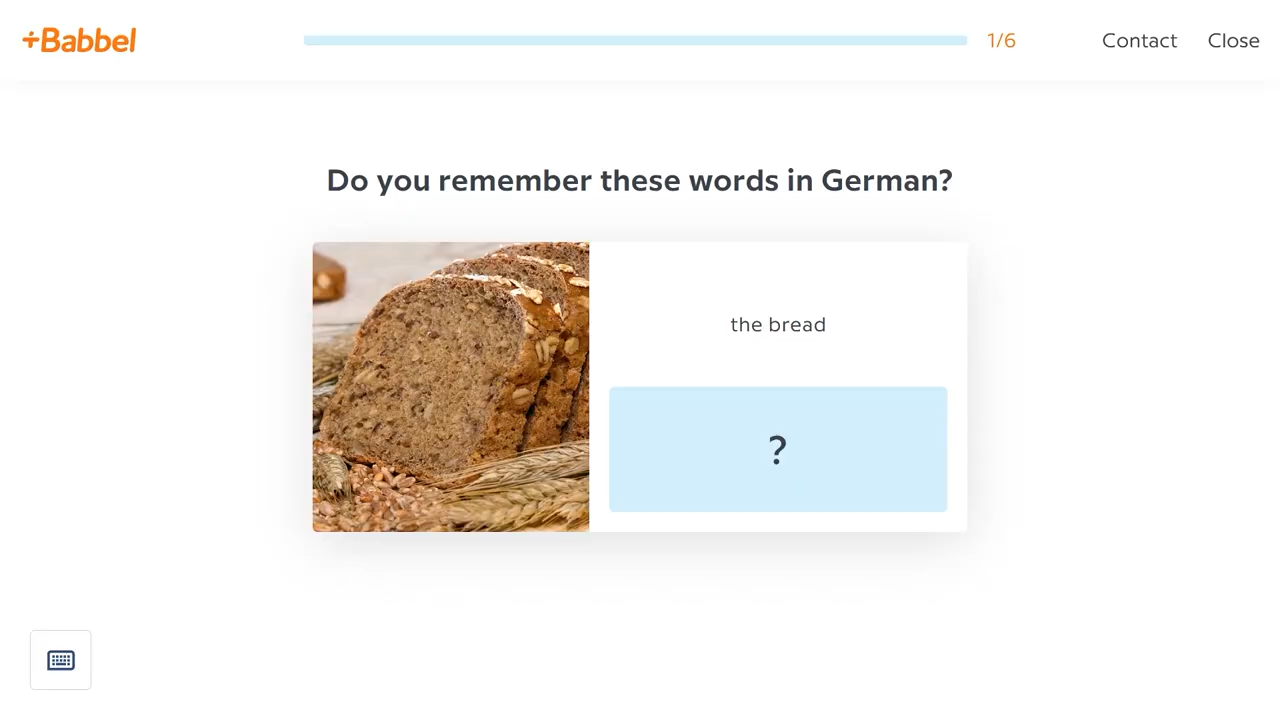 +Babbel
1/6
Contact
Close
Do you remember these words in German?
the bread
?